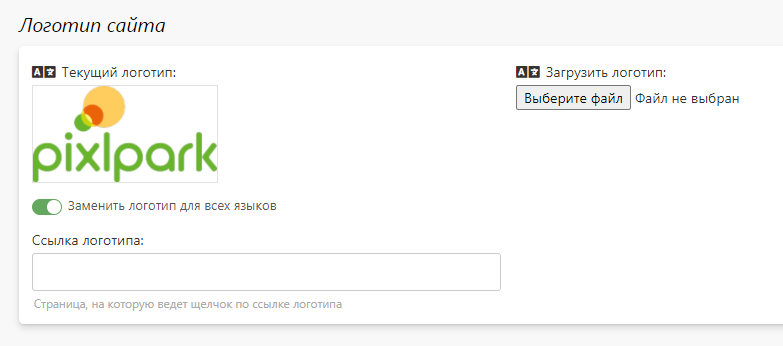 Логотип сайта
Текущий логотип:
Загрузить логотип:
pixlpark
Выберите файл Файл не выбран
Заменить логотип для всех языков
Ссылка логотипа:
Страница, на которую ведет щелчок по ссылке логотипа